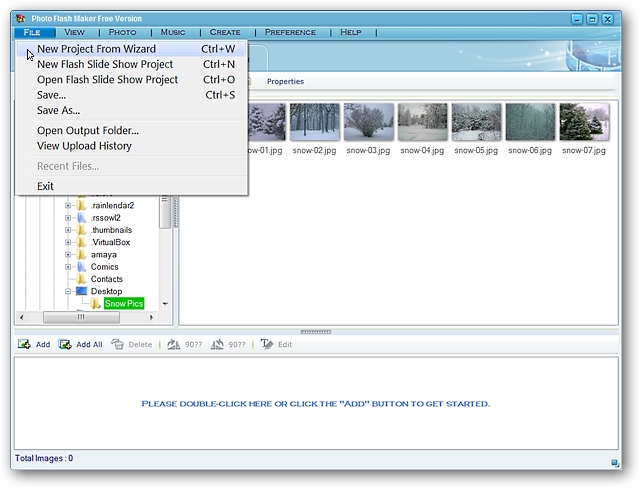 Photo Flash Maker Free Version
File View Photo Music Create Preference Help
New Project From Wizard Ctrl+W
New Flash Slide Show Project Ctrl+N
Open Flash Slide Show Project Ctrl+O
Save... Ctrl+S
Save As...
Open Output Folder...
View Upload History
Recent Files...
Exit
Properties
snow-01.jpg snow-02.jpg snow-03.jpg snow-04.jpg snow-05.jpg snow-06.jpg snow-07.jpg
.rainlendar2
.rssowl2
.thumbnails
.VirtualBox
amaya
Comics
Contacts
Desktop
Snow Pics
Add Add All Delete 90?? 90?? Edit
Please double-click here or click the "Add" button to get started.
Total Images : 0